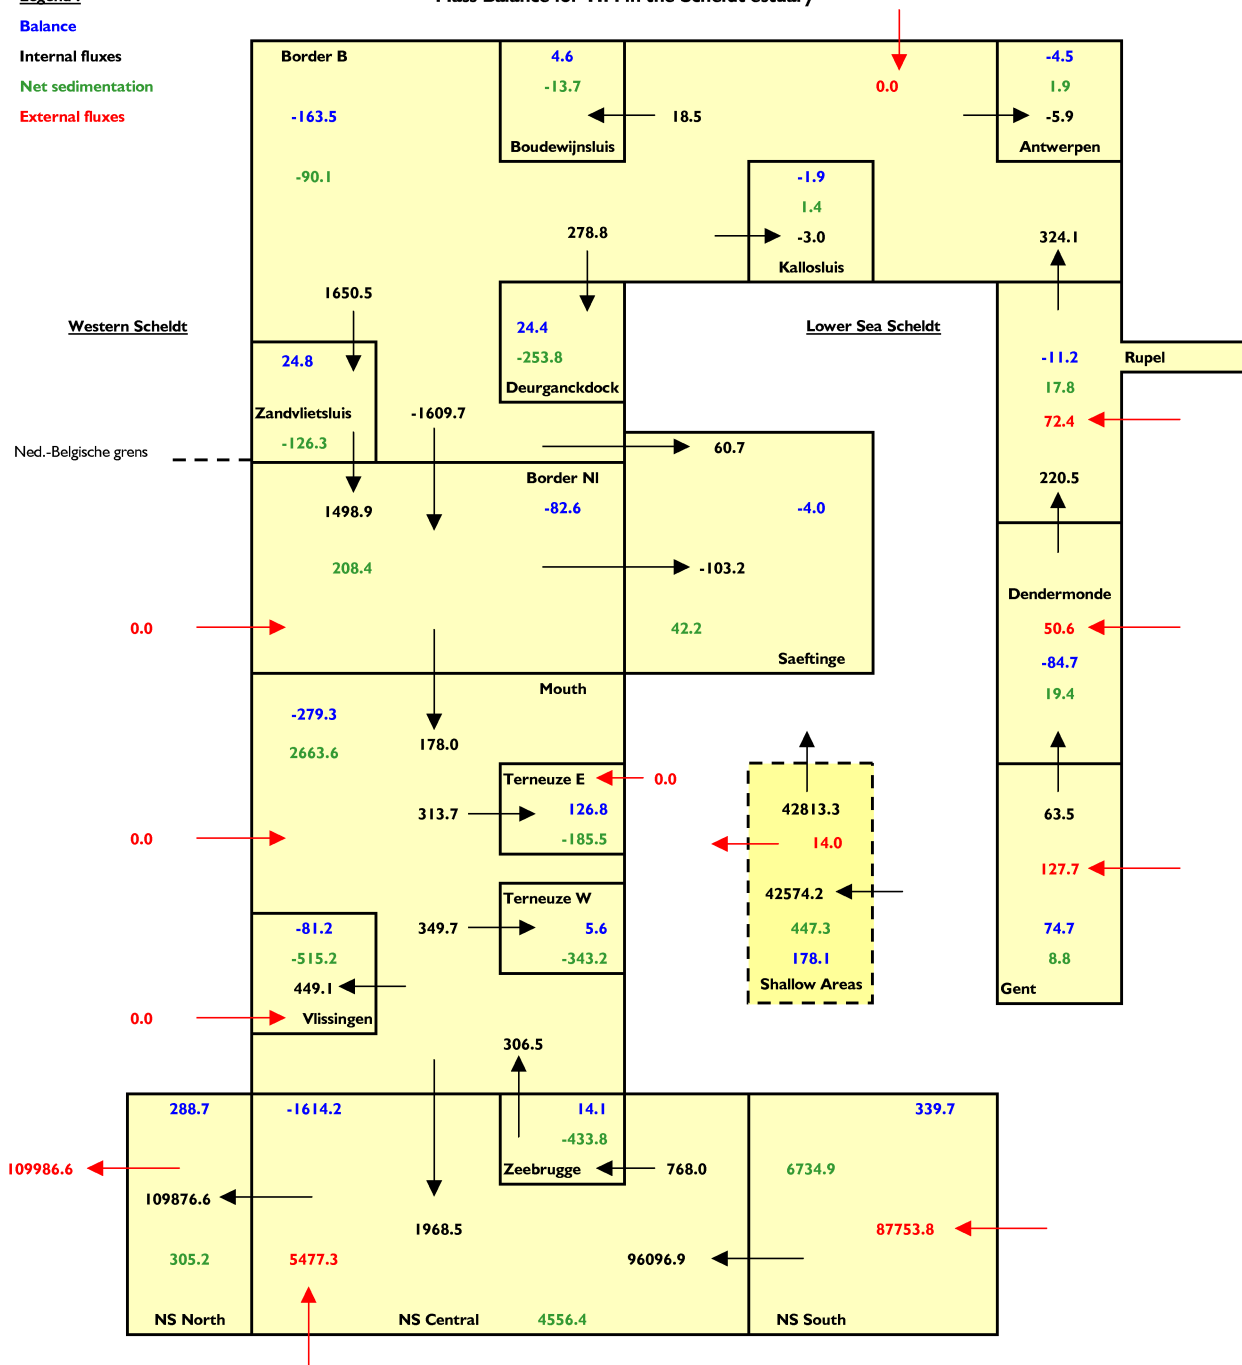 Legend :
Mass Balance for TIM in the Scheldt estuary
Balance
Internal fluxes
Net sedimentation
External fluxes
Border B
-163.5
-90.1
4.6
-13.7
18.5
Boudewijnsluis
0.0
-4.5
1.9
-5.9
Antwerpen
-1.9
1.4
-3.0
Kallosluis
278.8
324.1
1650.5
Western Scheldt
24.4
-253.8
Deurganckdock
Lower Sea Scheldt
-11.2
17.8
72.4
220.5
Rupel
24.8
Zandvlietsluis
-126.3
-1609.7
Ned.-Belgische grens
60.7
Border Nl
-82.6
-4.0
1498.9
208.4
-103.2
0.0
42.2
Saeftinge
Dendermonde
50.6
-84.7
19.4
Mouth
-279.3
2663.6
178.0
Terneuze E
0.0
126.8
-185.5
313.7
0.0
42813.3
14.0
42574.2
447.3
178.1
Shallow Areas
63.5
127.7
74.7
8.8
Gent
Terneuze W
349.7
5.6
-343.2
-81.2
-515.2
449.1
Vlissingen
0.0
306.5
288.7
-1614.2
14.1
-433.8
Zeebrugge
768.0
339.7
6734.9
109986.6
109876.6
1968.5
87753.8
305.2
5477.3
96096.9
NS North
NS Central
4556.4
NS South